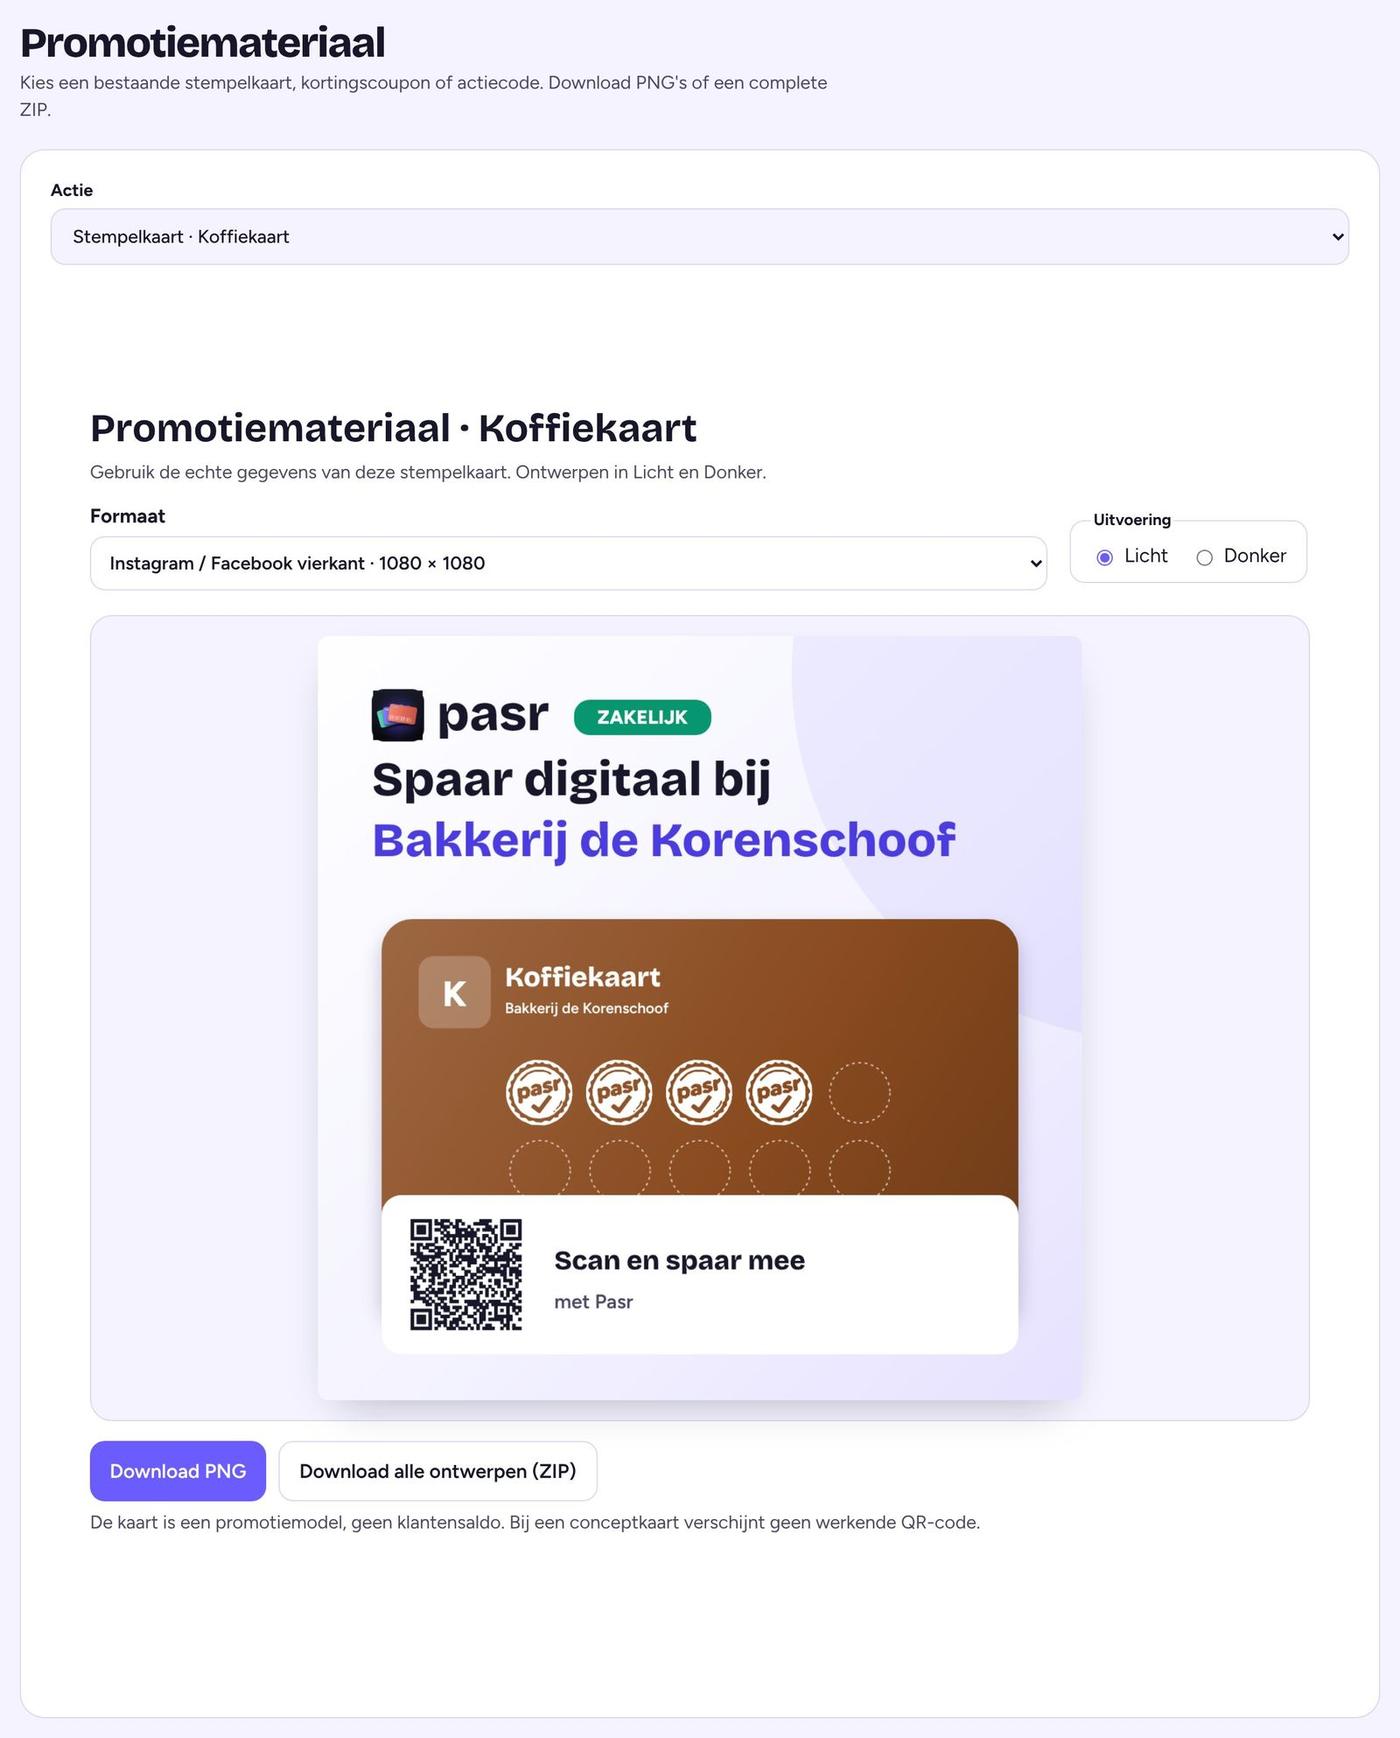 Promotiemateriaal
Kies een bestaande stempelkaart, kortingscoupon of actiecode. Download PNG's of een complete
ZIP.
Actie
Stempelkaart · Koffiekaart
Promotiemateriaal · Koffiekaart
Gebruik de echte gegevens van deze stempelkaart. Ontwerpen in Licht en Donker.
Formaat
Instagram / Facebook vierkant · 1080 × 1080
Uitvoering
Licht Donker
pasr ZAKELIJK
Spaar digitaal bij
Bakkerij de Korenschoof
K
Koffiekaart
Bakkerij de Korenschoof
pasr pasr pasr pasr
Scan en spaar mee
met Pasr
Download PNG Download alle ontwerpen (ZIP)
De kaart is een promotiemodel, geen klantensaldo. Bij een conceptkaart verschijnt geen werkende QR-code.